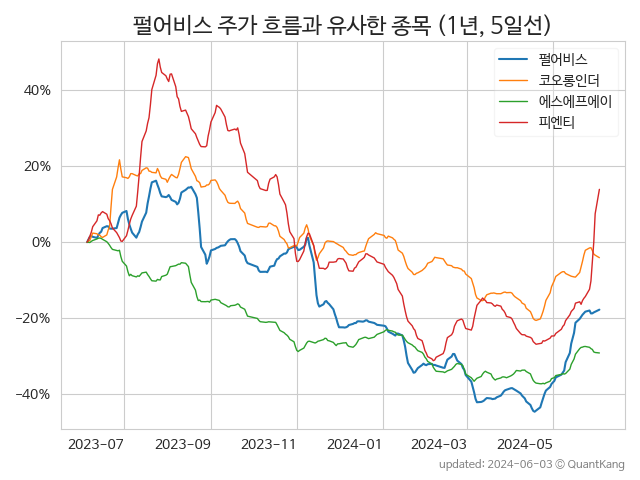 펄어비스 주가 흐름과 유사한 종목 (1년, 5일선)
펄어비스
코오롱인더
에스에프에이
피엔티
40%
20%
0%
−20%
−40%
2023−07
2023−09
2023−11
2024−01
2024−03
2024−05
updated: 2024−06−03 © QuantKang